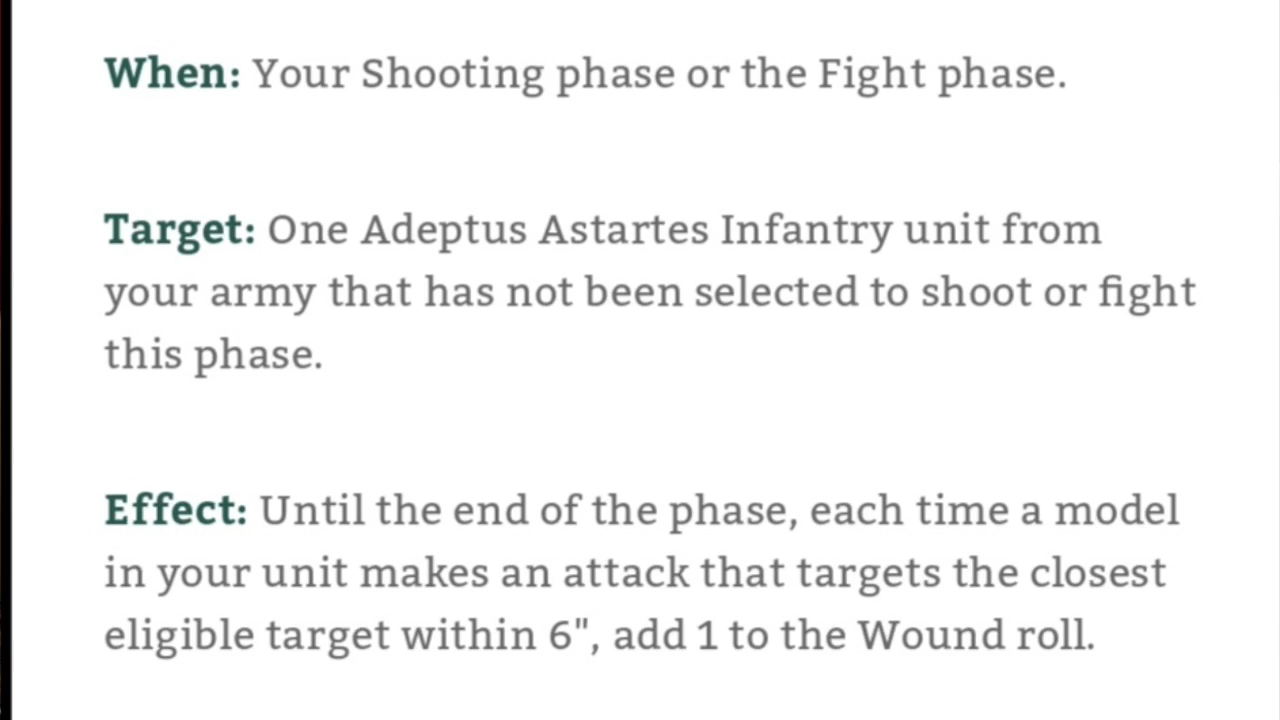 When: Your Shooting phase or the Fight phase.
Target: One Adeptus Astartes Infantry unit from
your army that has not been selected to shoot or fight
this phase.
Effect: Until the end of the phase, each time a model
in your unit makes an attack that targets the closest
eligible target within 6", add 1 to the Wound roll.